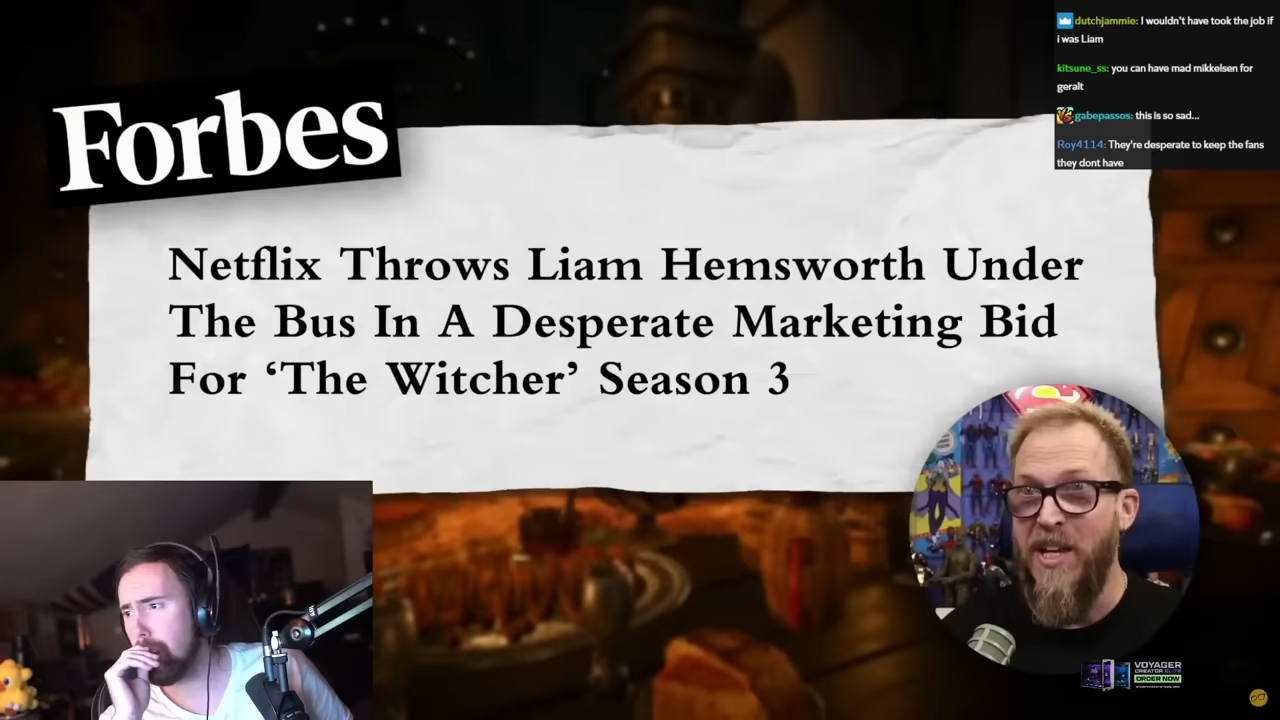 Forbes
Netflix Throws Liam Hemsworth Under
The Bus In A Desperate Marketing Bid
For ‘The Witcher’ Season 3
dutchjammie: I wouldn't have took the job if
i was Liam
kitsune_ss: you can have mad mikkelsen for
geralt
gabepassos: this is so sad...
Roy4114: They're desperate to keep the fans
they dont have
VOYAGER
CREATOR ELITE
ORDER NOW